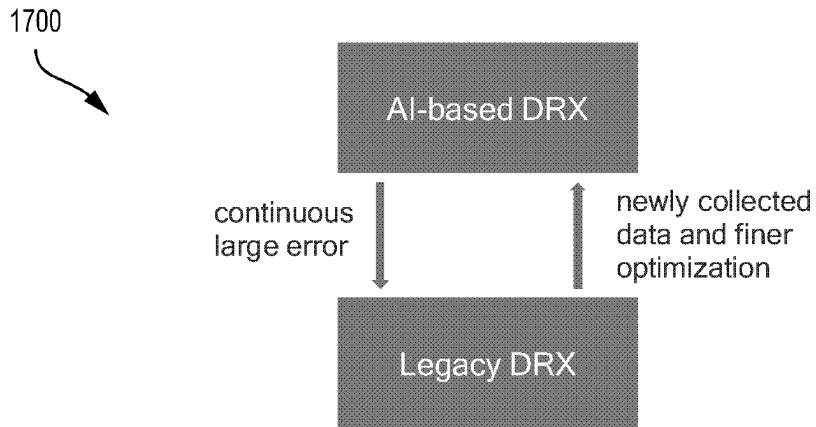 1700
AI-based DRX
continuous
large error
newly collected
data and finer
optimization
Legacy DRX